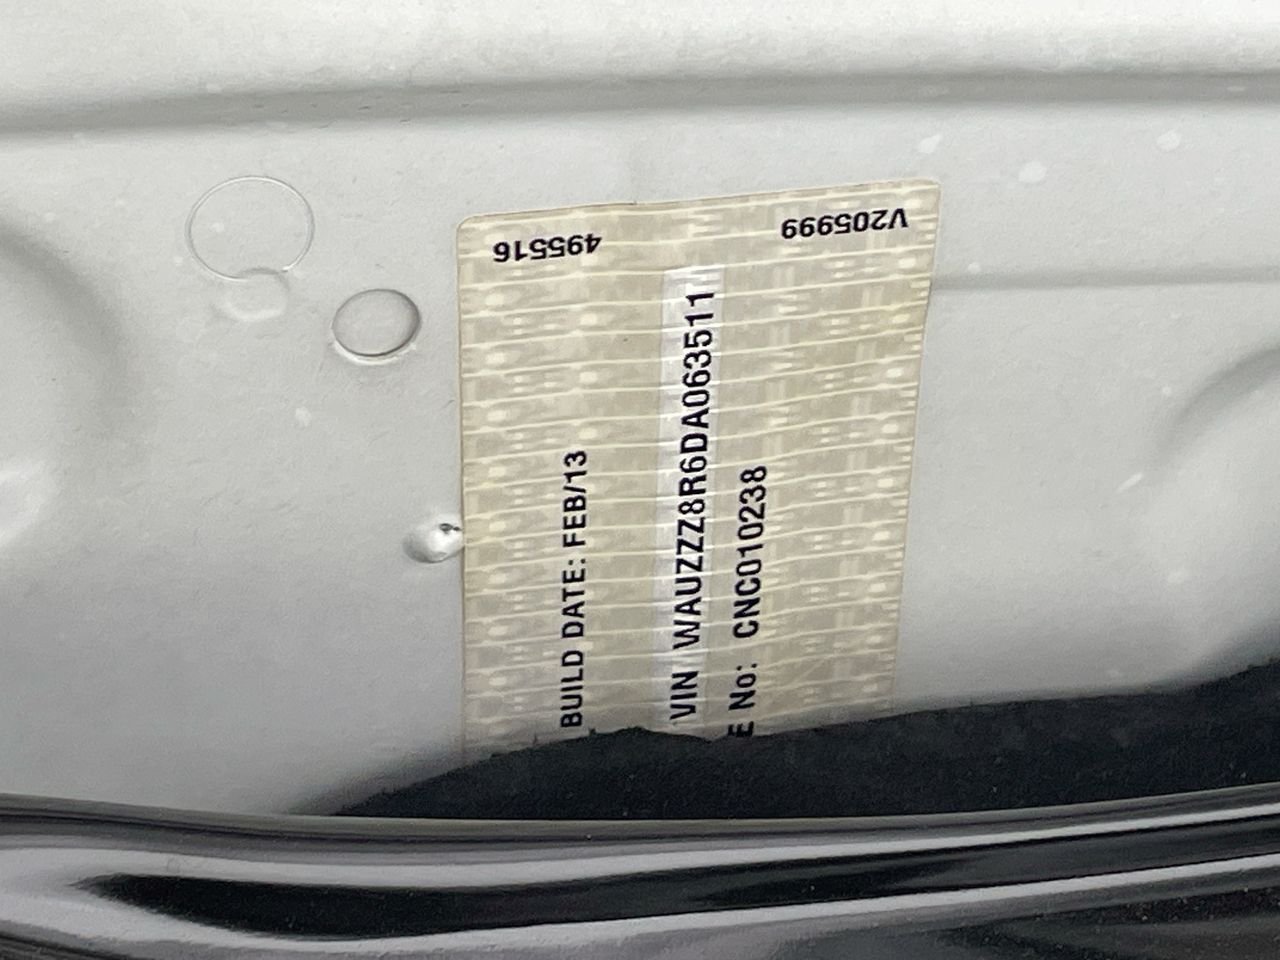 BUILD DATE: FEB/13
VIN WAUZZZ8R6DA063511
E No: CNC010238
495516
V205999